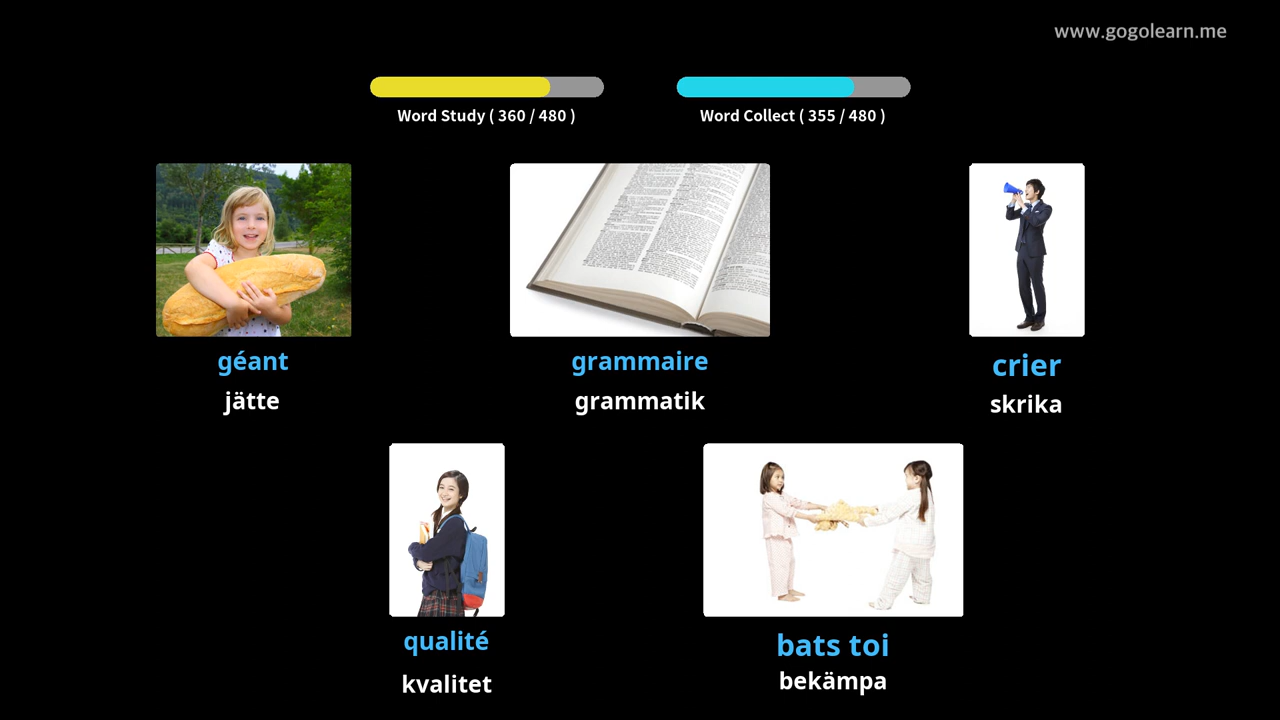 www.gogolearn.me
Word Study ( 360 / 480 )
Word Collect ( 355 / 480 )
géant
jätte
grammaire
grammatik
crier
skrika
qualité
kvalitet
bats toi
bekämpa